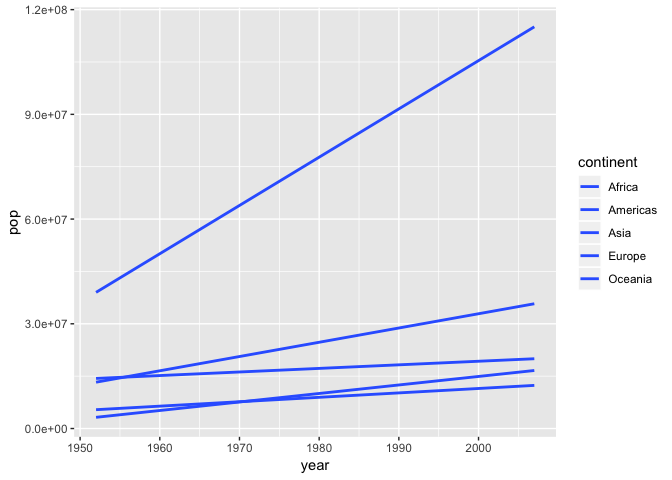 1.2e+08
9.0e+07
6.0e+07
3.0e+07
0.0e+00
pop
1950 1960 1970 1980 1990 2000
year
continent
Africa
Americas
Asia
Europe
Oceania